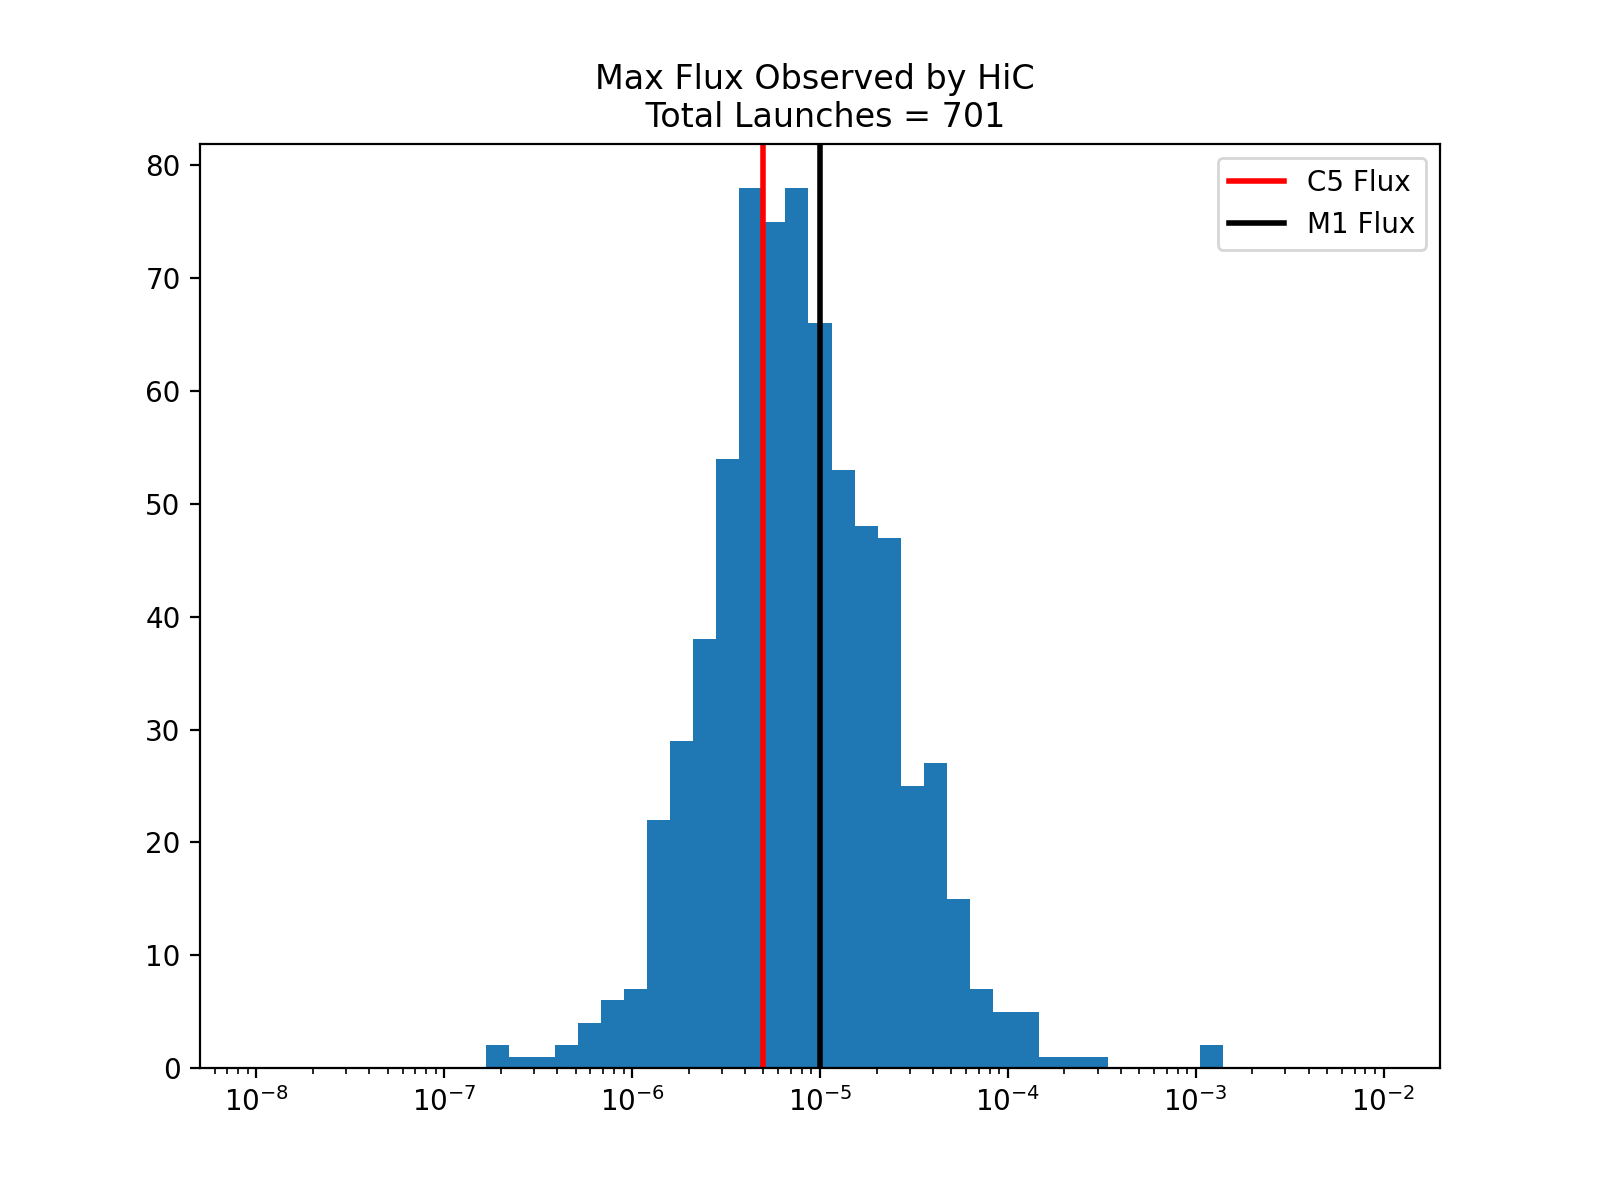 Max Flux Observed by HiC
Total Launches = 701
C5 Flux
M1 Flux
80
70
60
50
40
30
20
10
0
10⁻⁸ 10⁻⁷ 10⁻⁶ 10⁻⁵ 10⁻⁴ 10⁻³ 10⁻²